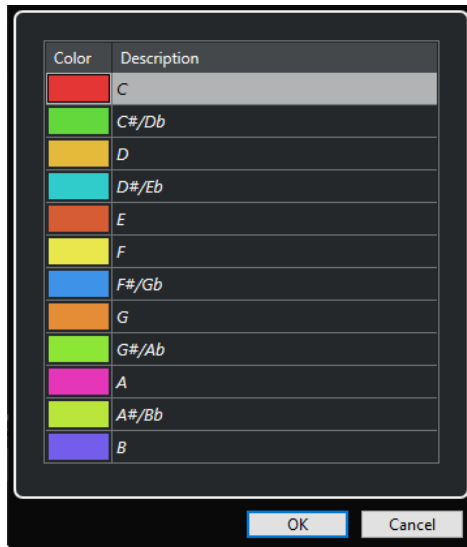 Color Description
C
C#/Db
D
D#/Eb
E
F
F#/Gb
G
G#/Ab
A
A#/Bb
B
OK Cancel